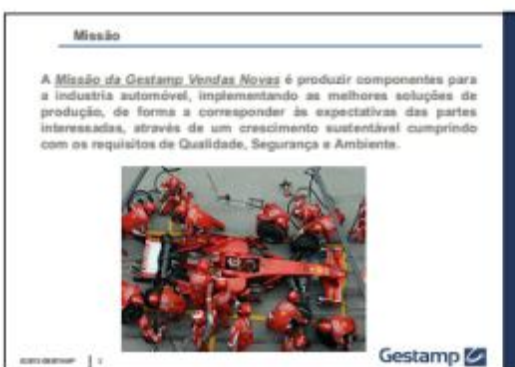 Missão
A Missão da Gestamp Vendas Novas é produzir componentes para
a industria automóvel, implementando as melhores soluções de
produção, de forma a corresponder às expectativas das partes
interessadas, através de um crescimento sustentável cumprindo
com os requisitos de Qualidade, Segurança e Ambiente.
Gestamp